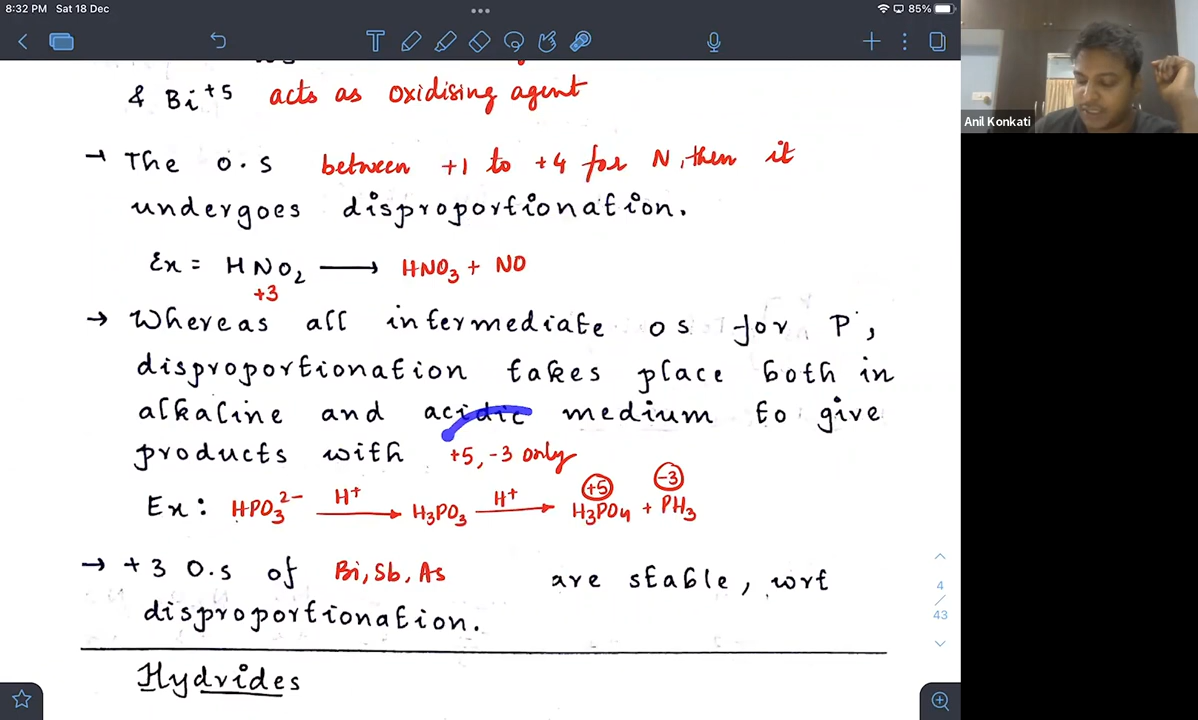 8:32 PM Sat 18 Dec
85%
Anil Konkati
& Bi+5 acts as oxidising agent
→ The o.s between +1 to +4 for N, then it
undergoes disproportionation.
Ex = HNO2 ⟶ HNO3 + NO
+3
→ Whereas all intermediate os for P,
disproportionation takes place both in
alkaline and acidic medium to give
products with +5, -3 only
+5 -3
Ex: HPO3²⁻ H+ ⟶ H3PO3 H+ ⟶ H3PO4 + PH3
→ +3 O.s of Bi, Sb, As are stable, wrt
disproportionation.
Hydrides
4
/
43